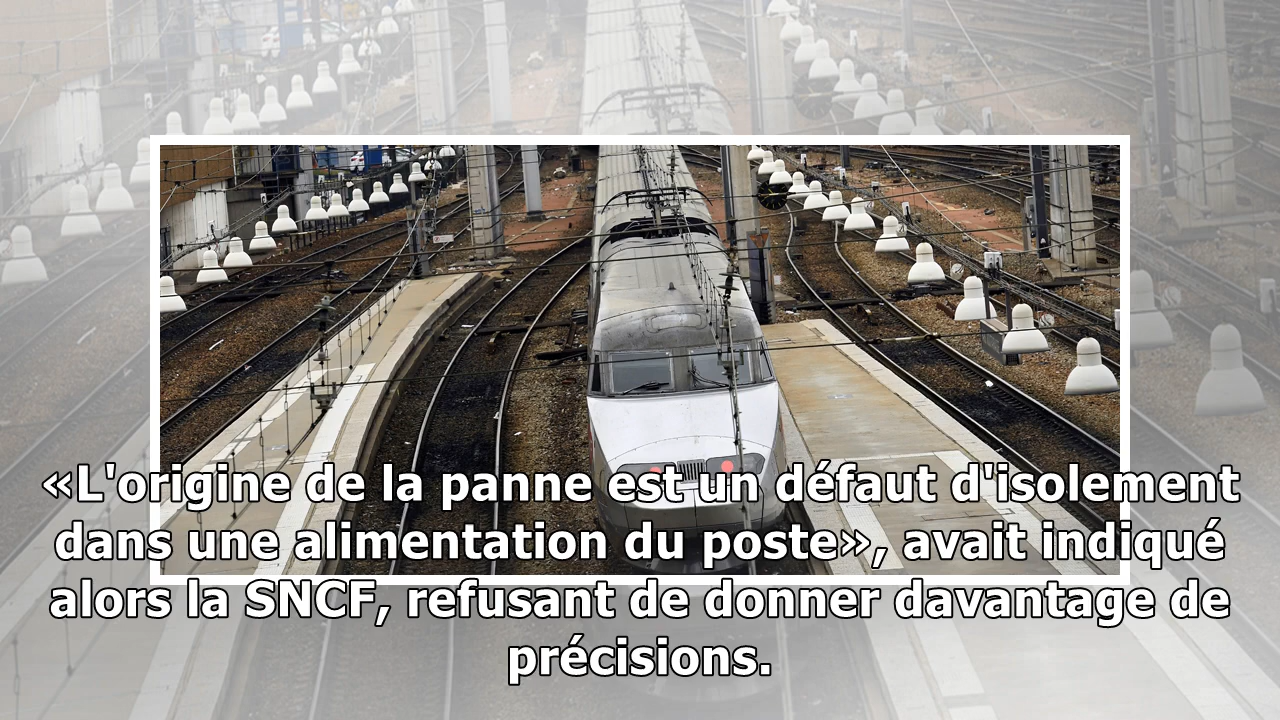 «L'origine de la panne est un défaut d'isolement
dans une alimentation du poste», avait indiqué
alors la SNCF, refusant de donner davantage de
précisions.